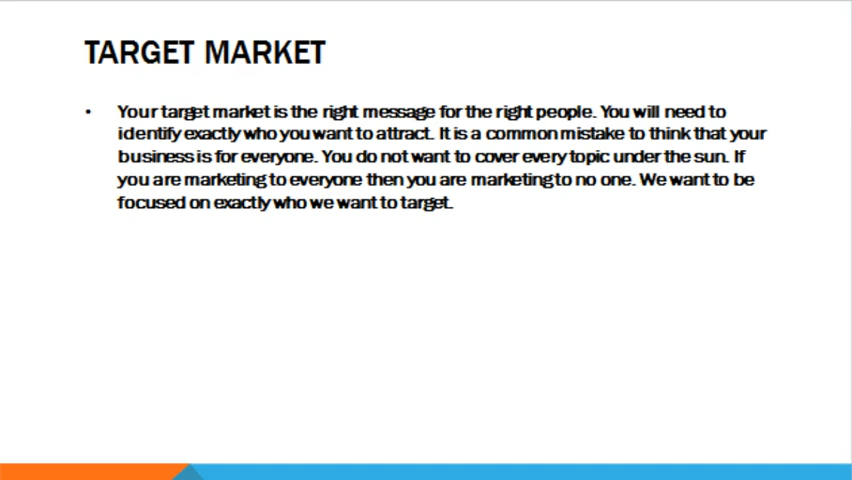 TARGET MARKET
• Your target market is the right message for the right people. You will need to
identify exactly who you want to attract. It is a common mistake to think that your
business is for everyone. You do not want to cover every topic under the sun. If
you are marketing to everyone then you are marketing to no one. We want to be
focused on exactly who we want to target.